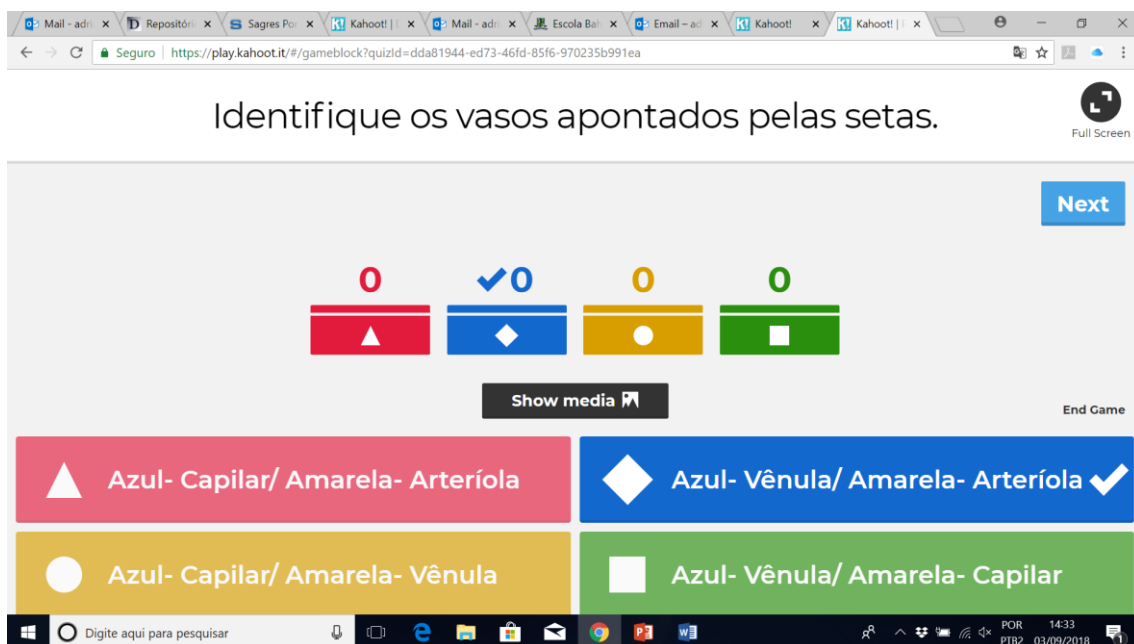 Mail - adri
Repositóri
Sagres Por
Kahoot! |
Mail - adri
Escola Bah
Email – ad
Kahoot!
Kahoot! |
Seguro | https://play.kahoot.it/#/gameblock?quizId=dda81944-ed73-46fd-85f6-970235b991ea
Identifique os vasos apontados pelas setas.
Full Screen
Next
0 0 0 0
Show media
End Game
Azul- Capilar/ Amarela- Arteríola
Azul- Vênula/ Amarela- Arteríola
Azul- Capilar/ Amarela- Vênula
Azul- Vênula/ Amarela- Capilar
Digite aqui para pesquisar
POR 14:33
PTB2 03/09/2018